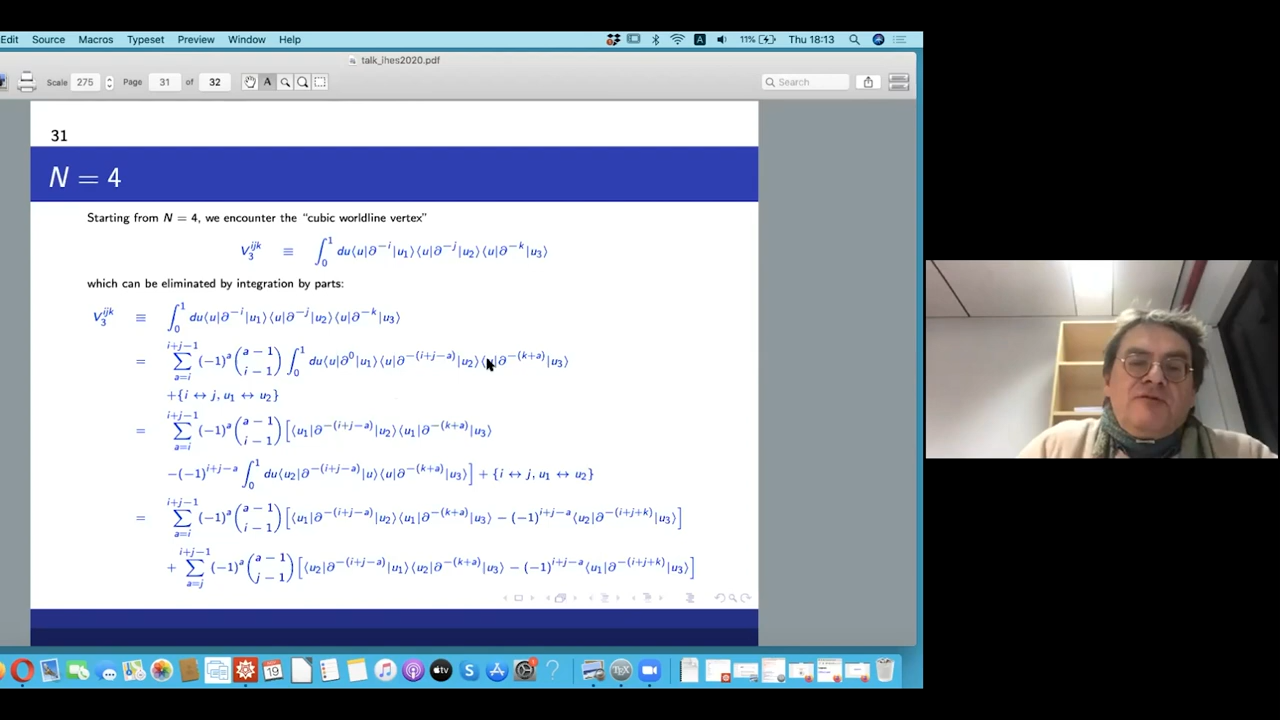 Edit Source Macros Typeset Preview Window Help 11% Thu 18:13
talk_ihes2020.pdf
Scale 275 Page 31 of 32 Search
31
N = 4
Starting from N = 4, we encounter the "cubic worldline vertex"
V_3^{ijk} ≡ ∫_0^1 du⟨u|∂^{-i}|u_1⟩⟨u|∂^{-j}|u_2⟩⟨u|∂^{-k}|u_3⟩
which can be eliminated by integration by parts:
V_3^{ijk} ≡ ∫_0^1 du⟨u|∂^{-i}|u_1⟩⟨u|∂^{-j}|u_2⟩⟨u|∂^{-k}|u_3⟩
= ∑_{a=i}^{i+j-1} (-1)^a \binom{a-1}{i-1} ∫_0^1 du⟨u|∂^0|u_1⟩⟨u|∂^{-(i+j-a)}|u_2⟩⟨u|∂^{-(k+a)}|u_3⟩
+{i ↔ j, u_1 ↔ u_2}
= ∑_{a=i}^{i+j-1} (-1)^a \binom{a-1}{i-1} [⟨u_1|∂^{-(i+j-a)}|u_2⟩⟨u_1|∂^{-(k+a)}|u_3⟩
-(-1)^{i+j-a} ∫_0^1 du⟨u_2|∂^{-(i+j-a)}|u⟩⟨u|∂^{-(k+a)}|u_3⟩] + {i ↔ j, u_1 ↔ u_2}
= ∑_{a=i}^{i+j-1} (-1)^a \binom{a-1}{i-1} [⟨u_1|∂^{-(i+j-a)}|u_2⟩⟨u_1|∂^{-(k+a)}|u_3⟩ - (-1)^{i+j-a}⟨u_2|∂^{-(i+j+k)}|u_3⟩]
+ ∑_{a=j}^{i+j-1} (-1)^a \binom{a-1}{j-1} [⟨u_2|∂^{-(i+j-a)}|u_1⟩⟨u_2|∂^{-(k+a)}|u_3⟩ - (-1)^{i+j-a}⟨u_1|∂^{-(i+j+k)}|u_3⟩]